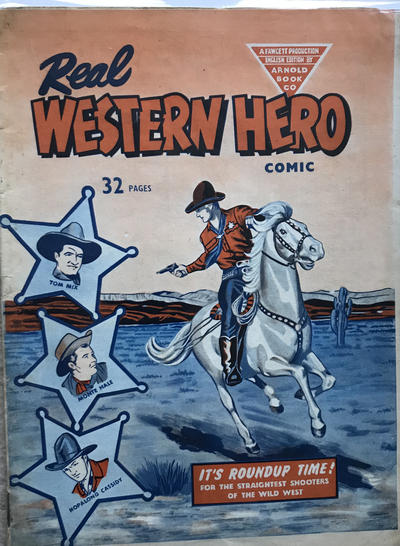 A FAWCETT PRODUCTION
ENGLISH EDITION BY
ARNOLD
BOOK
CO
Real
WESTERN HERO
COMIC
32 PAGES
TOM MIX
MONTE HALE
HOPALONG CASSIDY
IT'S ROUNDUP TIME!
FOR THE STRAIGHTEST SHOOTERS
OF THE WILD WEST